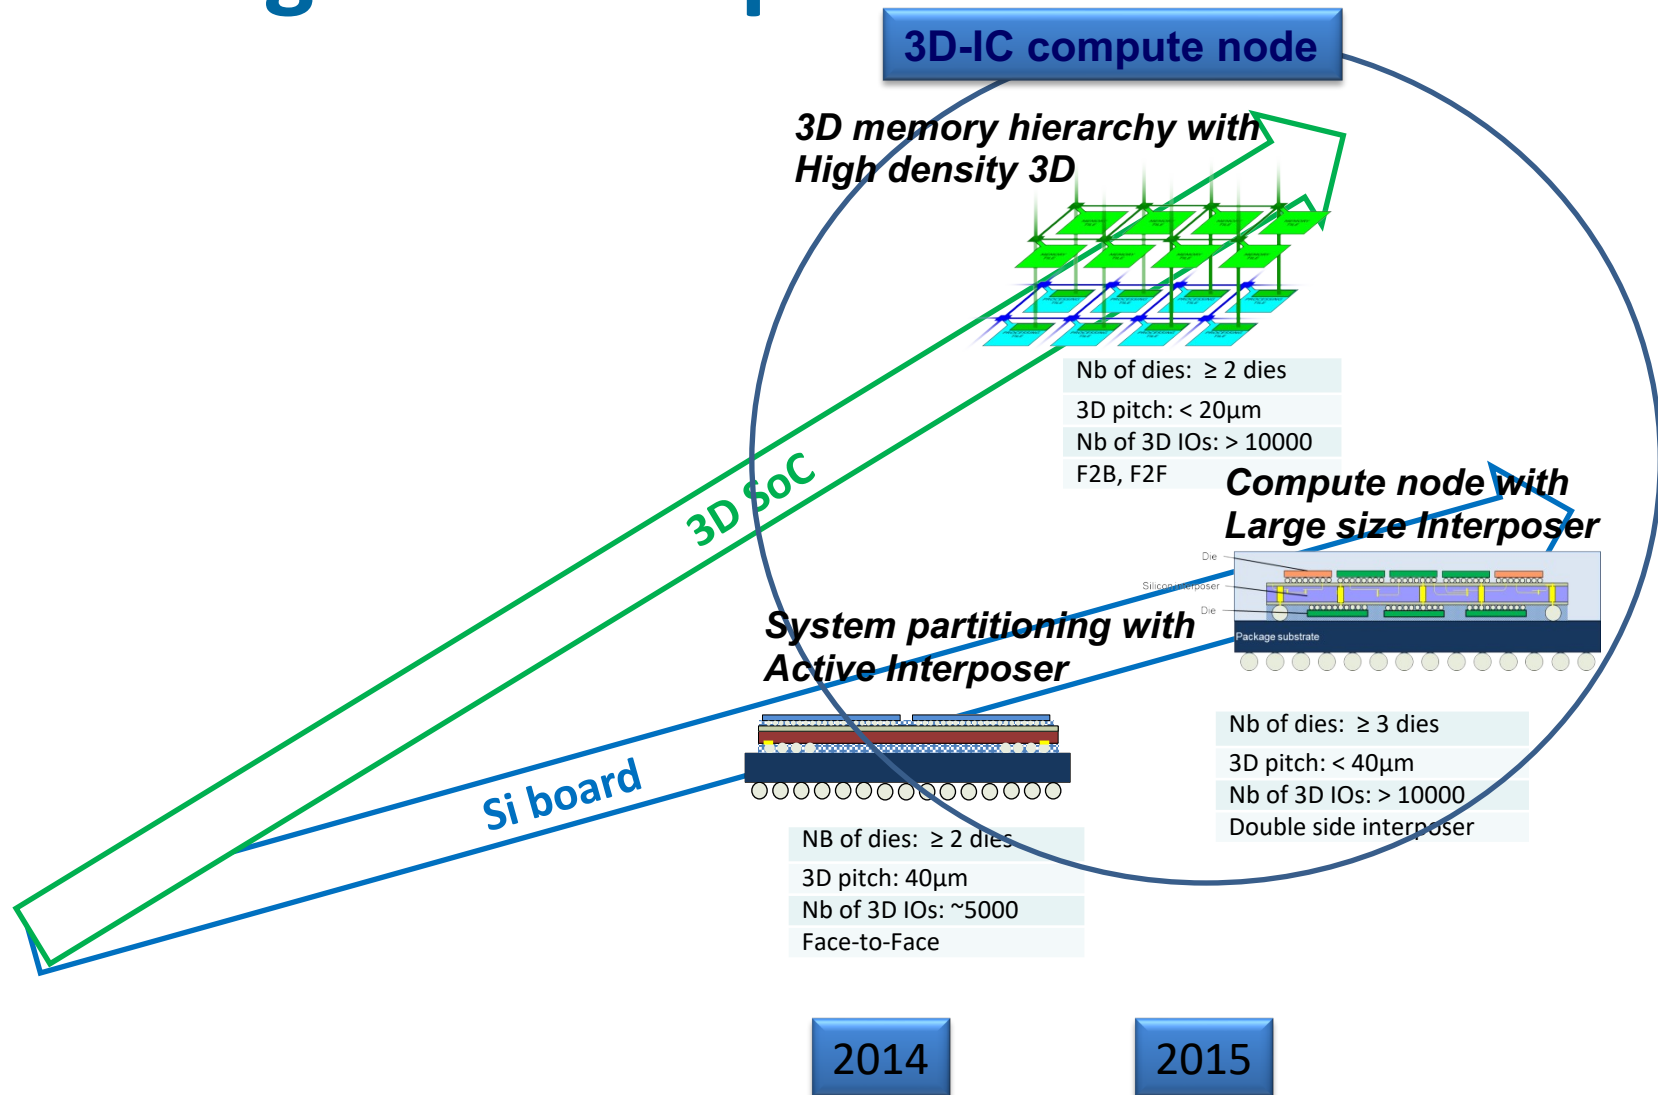 3D-IC compute node
3D memory hierarchy with
High density 3D
Nb of dies: ≥ 2 dies
3D pitch: < 20µm
Nb of 3D IOs: > 10000
F2B, F2F
3D SoC
Compute node with
Large size Interposer
Die
Silicon interposer
Die
Package substrate
System partitioning with
Active Interposer
Nb of dies: ≥ 3 dies
3D pitch: < 40µm
Nb of 3D IOs: > 10000
Double side interposer
Si board
NB of dies: ≥ 2 dies
3D pitch: 40µm
Nb of 3D IOs: ~5000
Face-to-Face
2014
2015